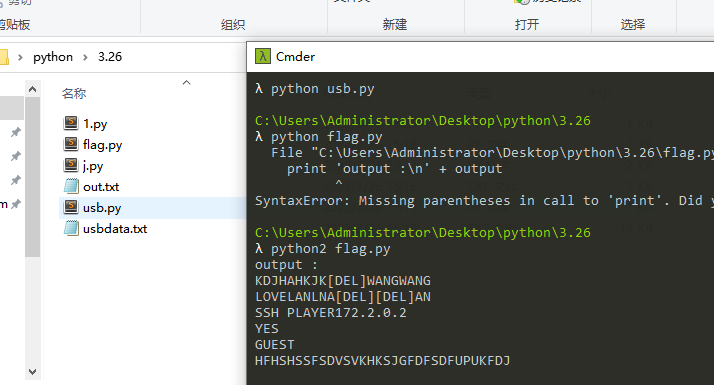 剪贴板
组织
新建
打开
选择
python > 3.26
名称
1.py
flag.py
j.py
out.txt
usb.py
usbdata.txt
Cmder
λ python usb.py
C:\Users\Administrator\Desktop\python\3.26
λ python flag.py
File "C:\Users\Administrator\Desktop\python\3.26\flag.py
print 'output :\n' + output
^
SyntaxError: Missing parentheses in call to 'print'. Did y
C:\Users\Administrator\Desktop\python\3.26
λ python2 flag.py
output :
KDJHAHKJK[DEL]WANGWANG
LOVELANLNA[DEL][DEL]AN
SSH PLAYER172.2.0.2
YES
GUEST
HFHSHSSFSDVSVKHKSJGFDFSDFUPUKFDJ